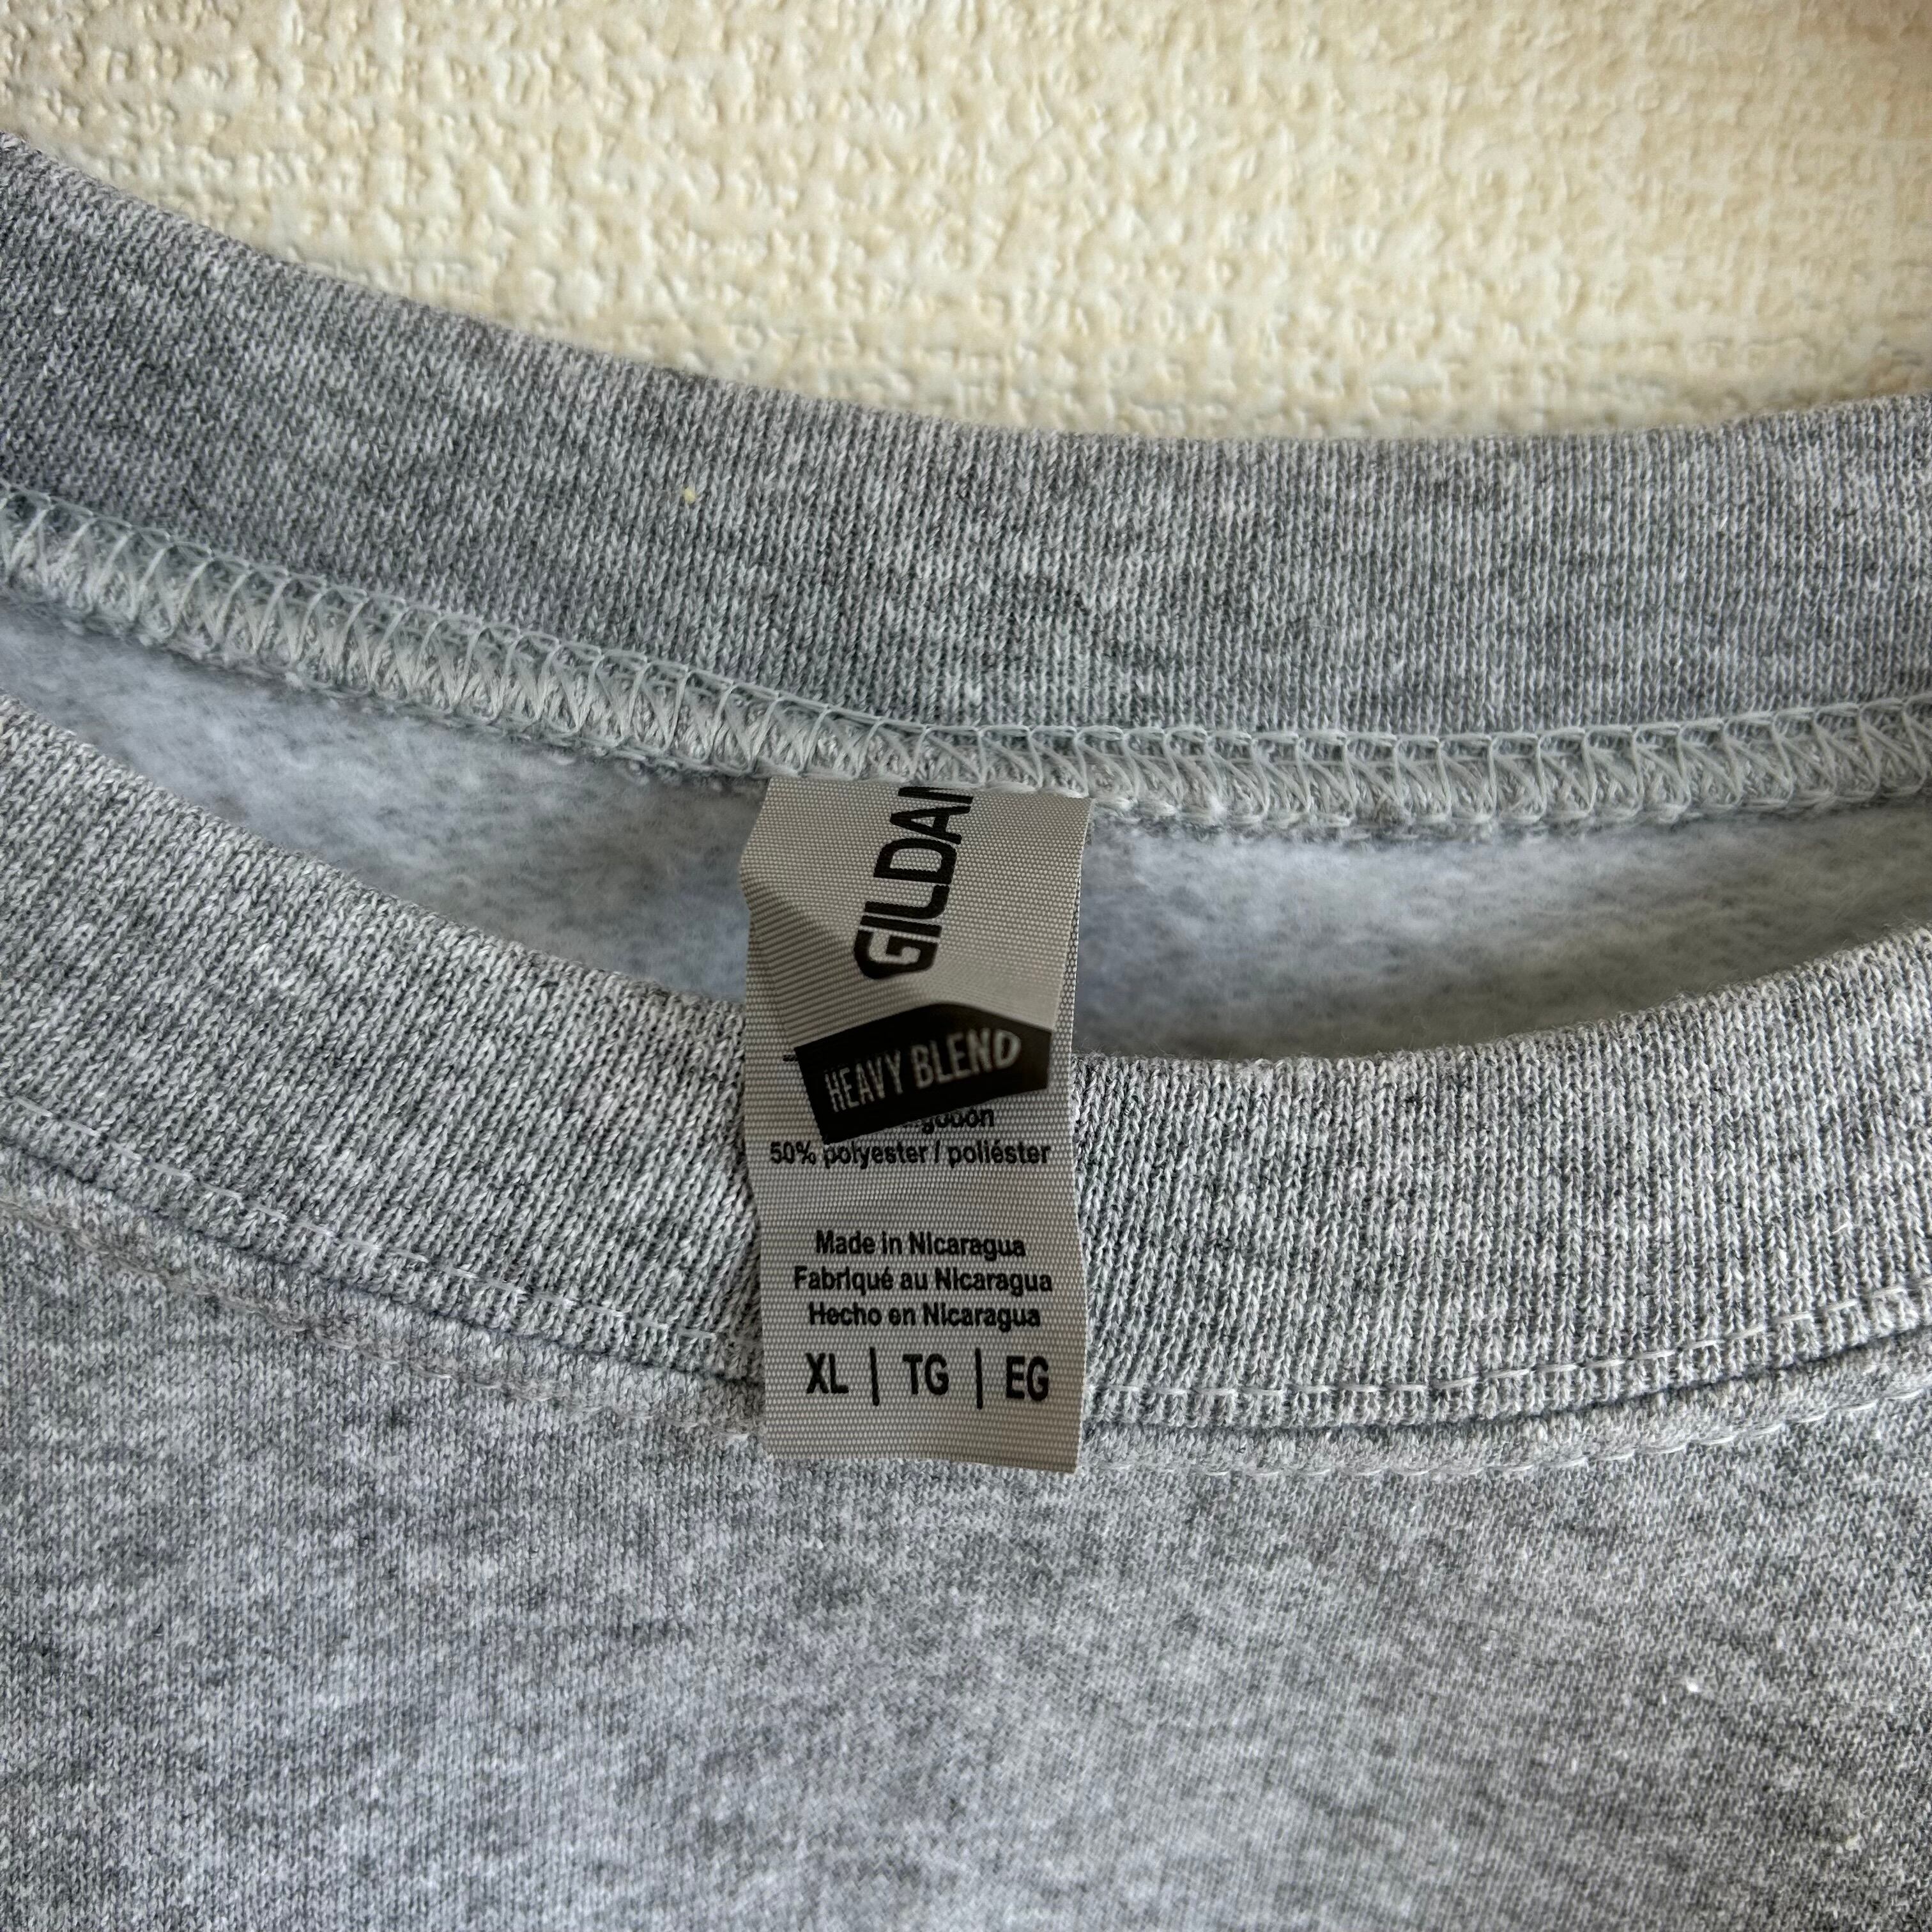 GILDAN
HEAVY BLEND
50% polyester / poliéster
Made in Nicaragua
Fabriqué au Nicaragua
Hecho en Nicaragua
XL | TG | EG